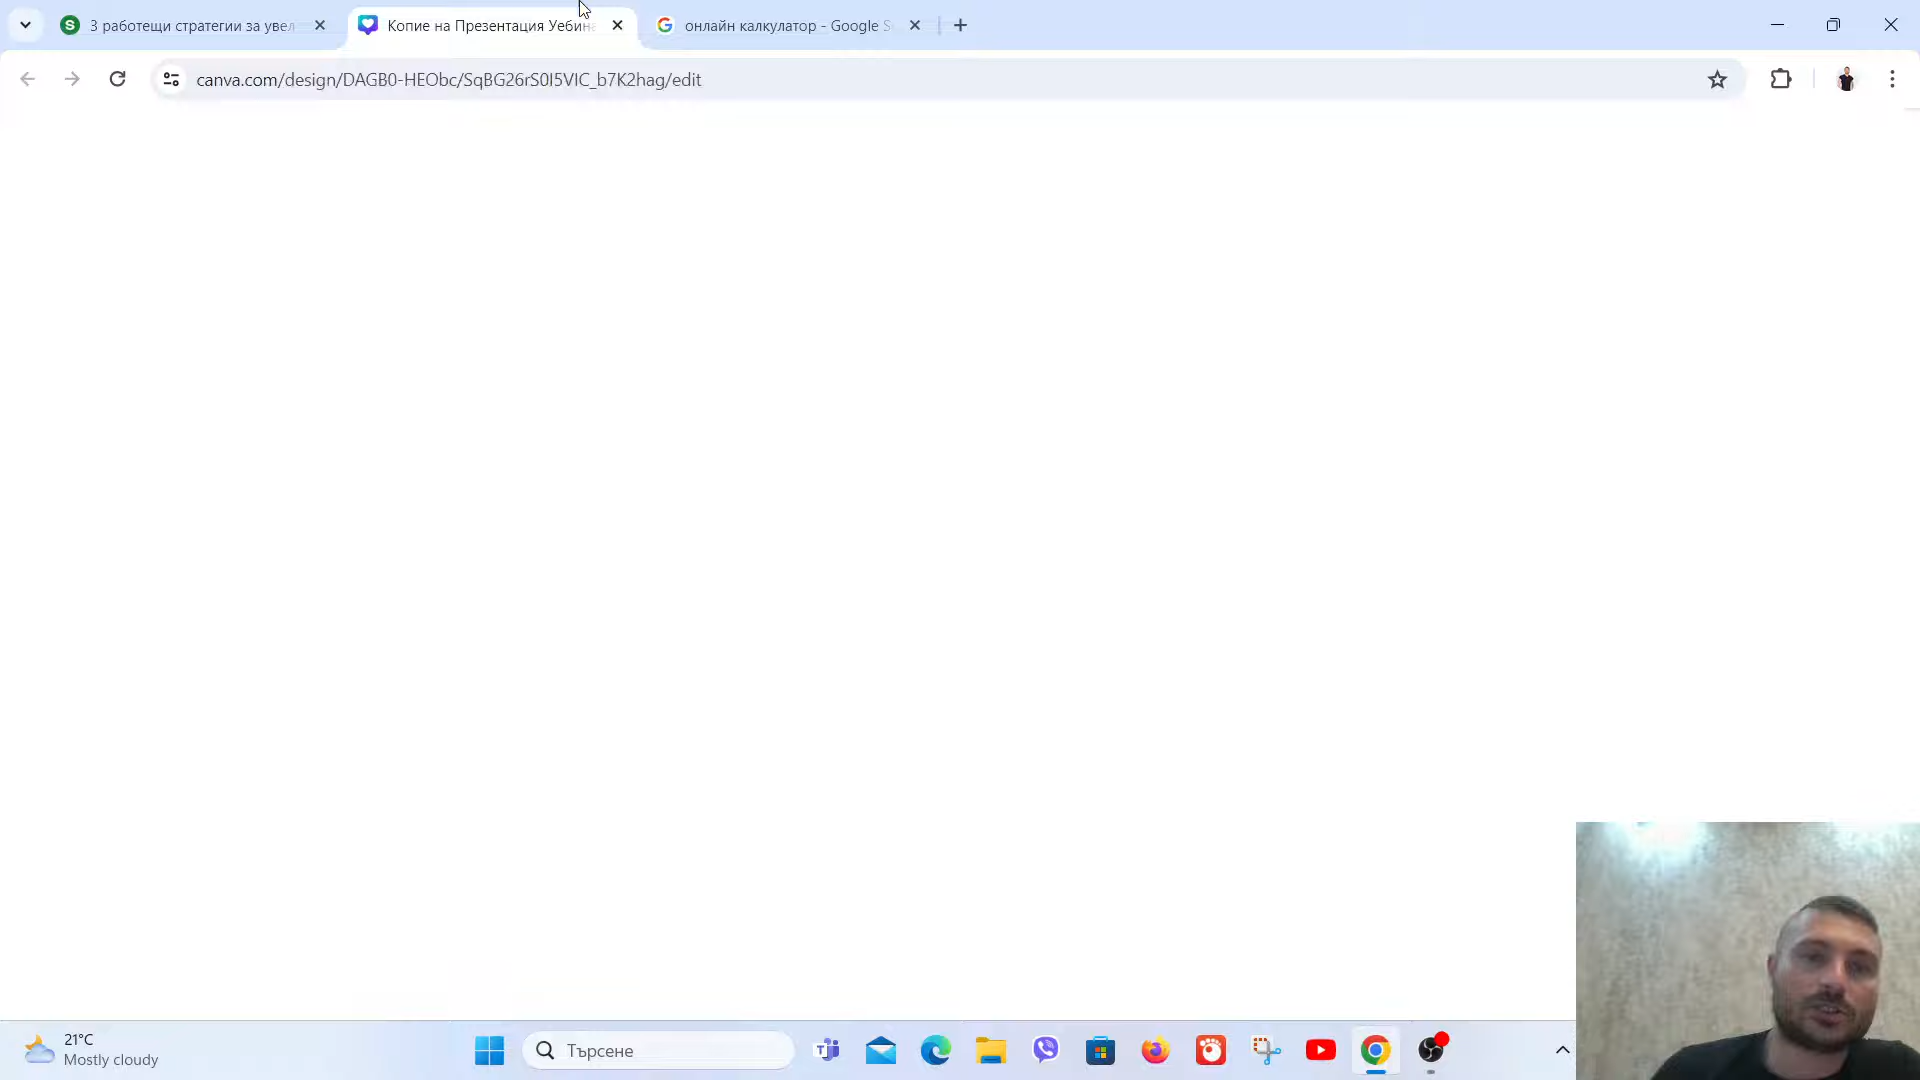 3 работещи стратегии за увел
Копие на Презентация Уебина
онлайн калкулатор - Google S
canva.com/design/DAGB0-HEObc/SqBG26rS0I5VIC_b7K2hag/edit
21°C
Mostly cloudy
Търсене